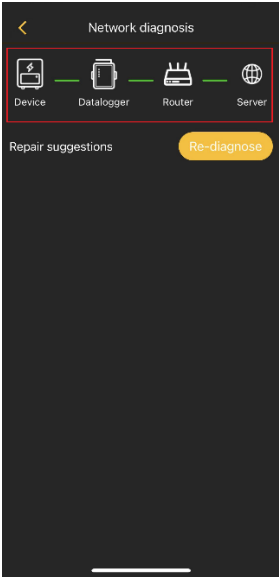 Network diagnosis
Device Datalogger Router Server
Repair suggestions Re-diagnose